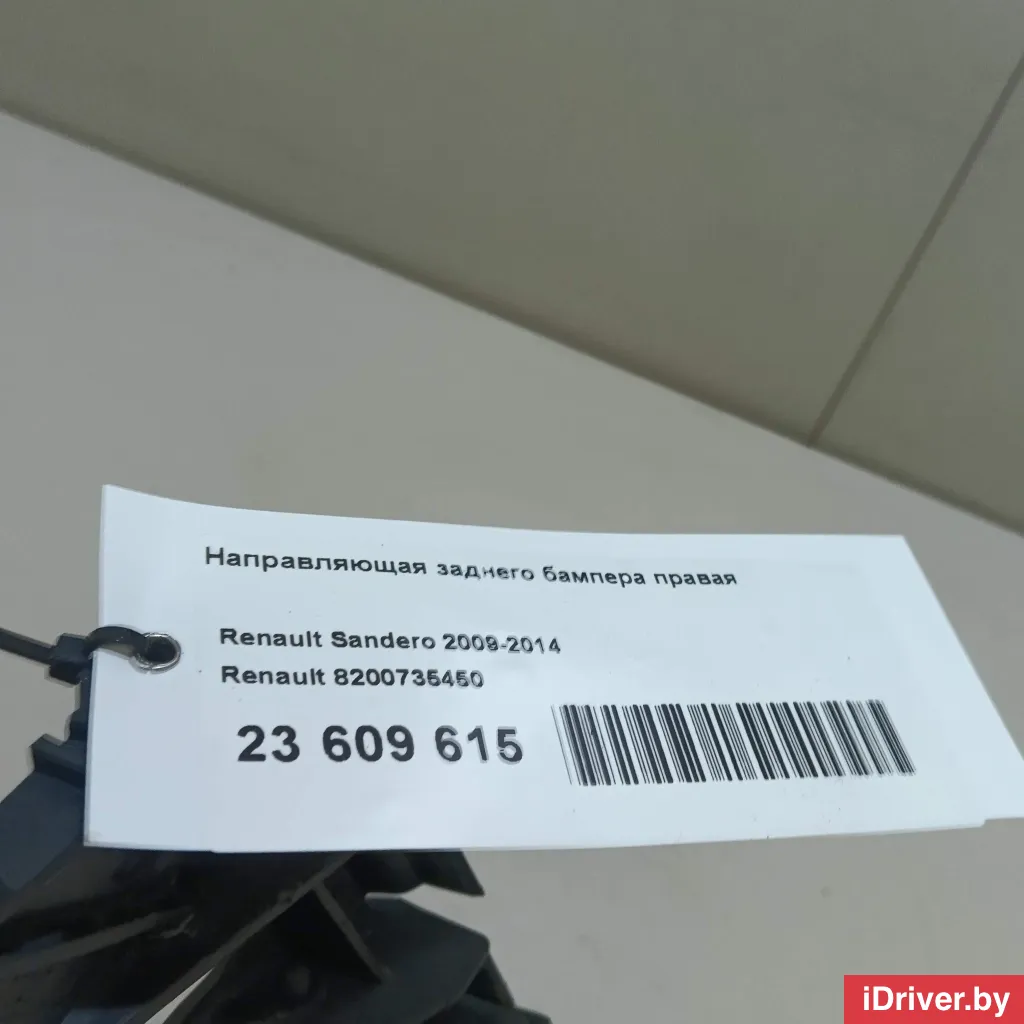 Направляющая заднего бампера правая
Renault Sandero 2009-2014
Renault 8200735450
23 609 615
iDriver.by